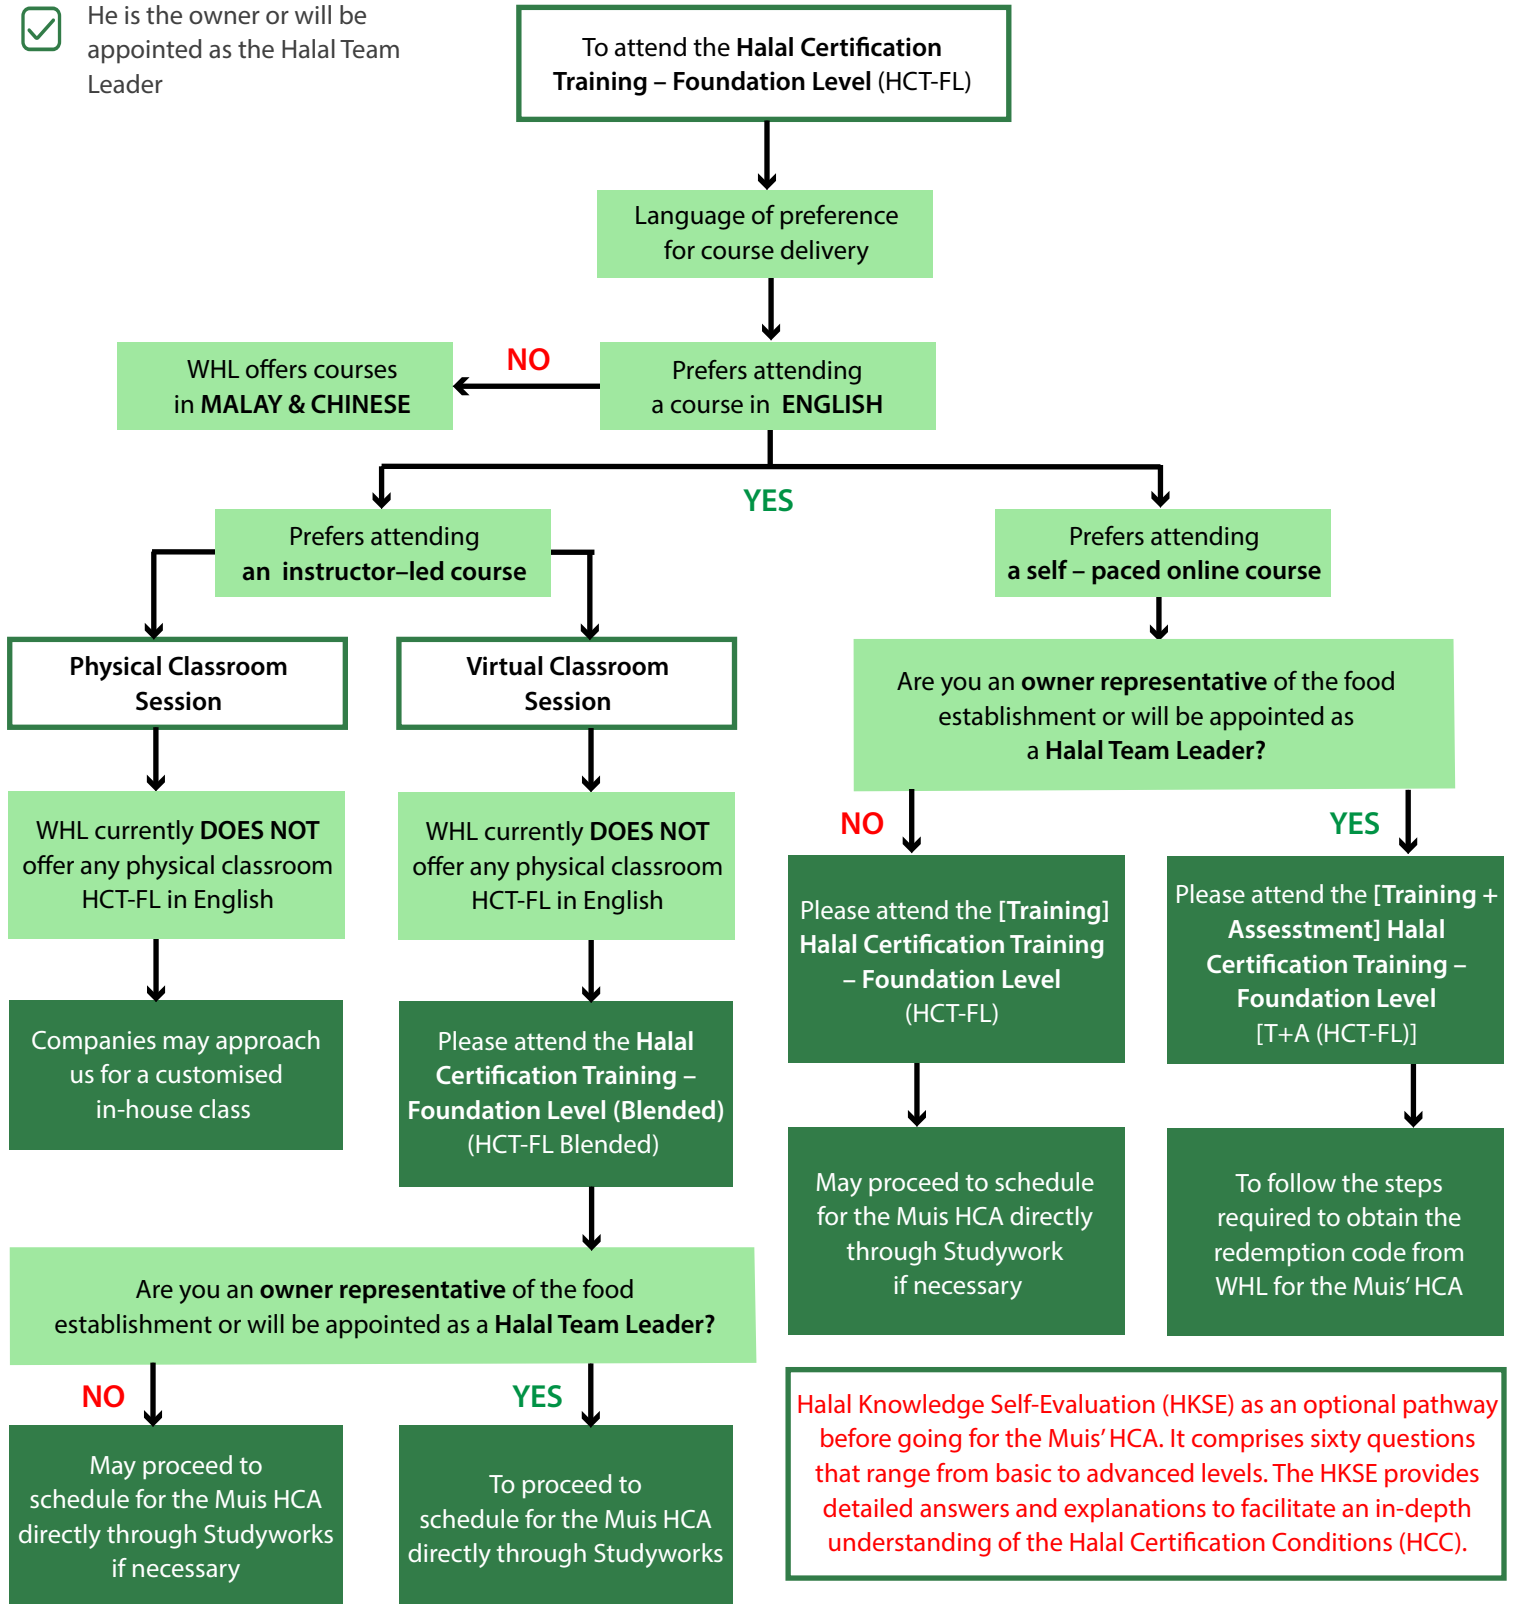 He is the owner or will be
appointed as the Halal Team
Leader
To attend the Halal Certification
Training – Foundation Level (HCT-FL)
Language of preference
for course delivery
WHL offers courses
in MALAY & CHINESE
NO
Prefers attending
a course in ENGLISH
YES
Prefers attending
an instructor–led course
Prefers attending
a self – paced online course
Physical Classroom
Session
Virtual Classroom
Session
Are you an owner representative of the food
establishment or will be appointed as
a Halal Team Leader?
WHL currently DOES NOT
offer any physical classroom
HCT-FL in English
WHL currently DOES NOT
offer any physical classroom
HCT-FL in English
NO
YES
Please attend the [Training]
Halal Certification Training
– Foundation Level
(HCT-FL)
Please attend the [Training +
Assesstment] Halal
Certification Training –
Foundation Level
[T+A (HCT-FL)]
Companies may approach
us for a customised
in-house class
Please attend the Halal
Certification Training –
Foundation Level (Blended)
(HCT-FL Blended)
May proceed to schedule
for the Muis HCA directly
through Studywork
if necessary
To follow the steps
required to obtain the
redemption code from
WHL for the Muis' HCA
Are you an owner representative of the food
establishment or will be appointed as a Halal Team Leader?
NO
YES
May proceed to
schedule for the Muis HCA
directly through Studyworks
if necessary
To proceed to
schedule for the Muis HCA
directly through Studyworks
Halal Knowledge Self-Evaluation (HKSE) as an optional pathway
before going for the Muis' HCA. It comprises sixty questions
that range from basic to advanced levels. The HKSE provides
detailed answers and explanations to facilitate an in-depth
understanding of the Halal Certification Conditions (HCC).